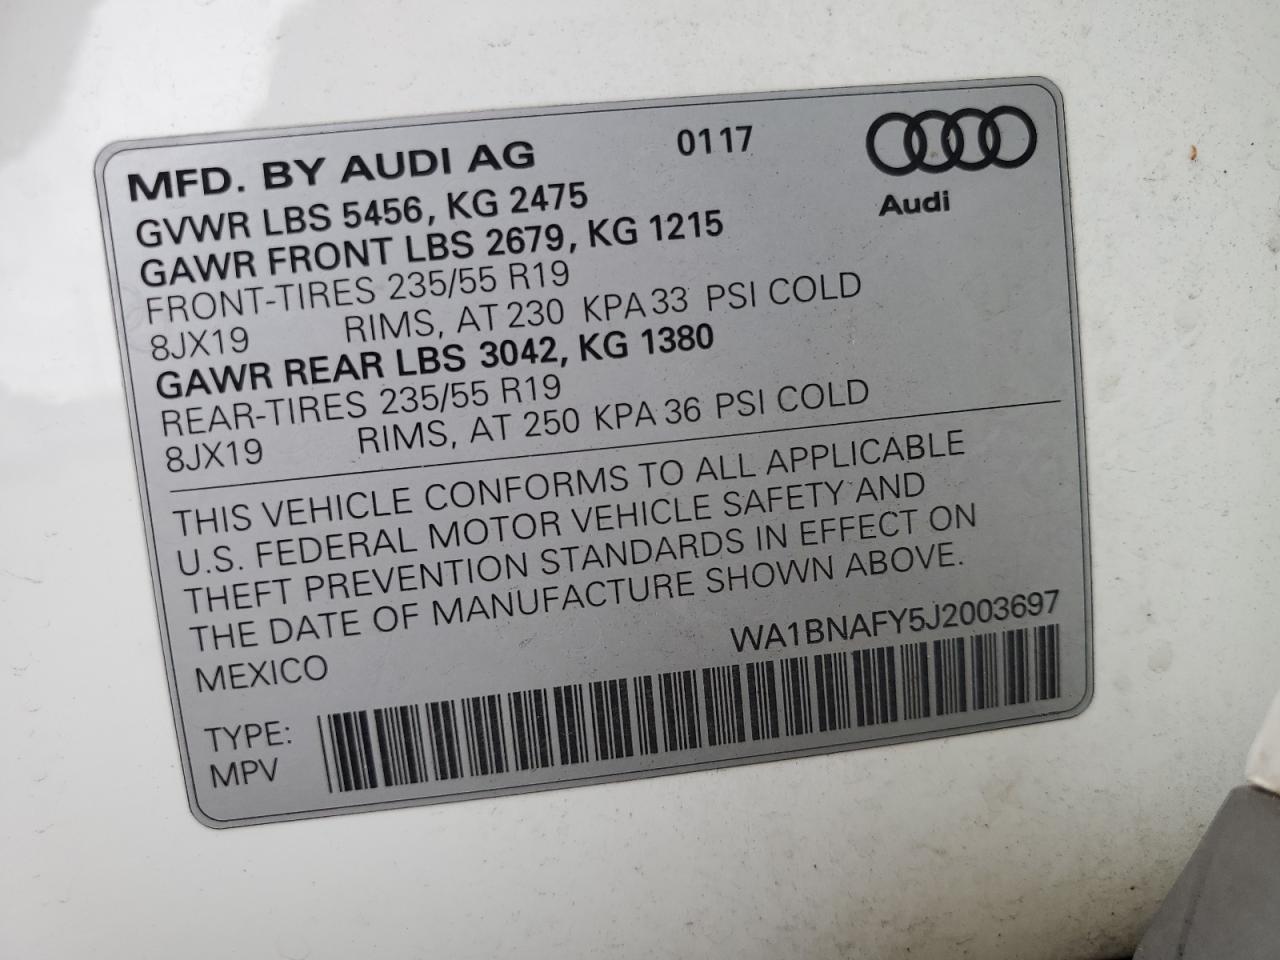 MFD. BY AUDI AG 0117
Audi
GVWR LBS 5456, KG 2475
GAWR FRONT LBS 2679, KG 1215
FRONT-TIRES 235/55 R19
8JX19 RIMS, AT 230 KPA 33 PSI COLD
GAWR REAR LBS 3042, KG 1380
REAR-TIRES 235/55 R19
8JX19 RIMS, AT 250 KPA 36 PSI COLD
THIS VEHICLE CONFORMS TO ALL APPLICABLE
U.S. FEDERAL MOTOR VEHICLE SAFETY AND
THEFT PREVENTION STANDARDS IN EFFECT ON
THE DATE OF MANUFACTURE SHOWN ABOVE.
MEXICO WA1BNAFY5J2003697
TYPE:
MPV